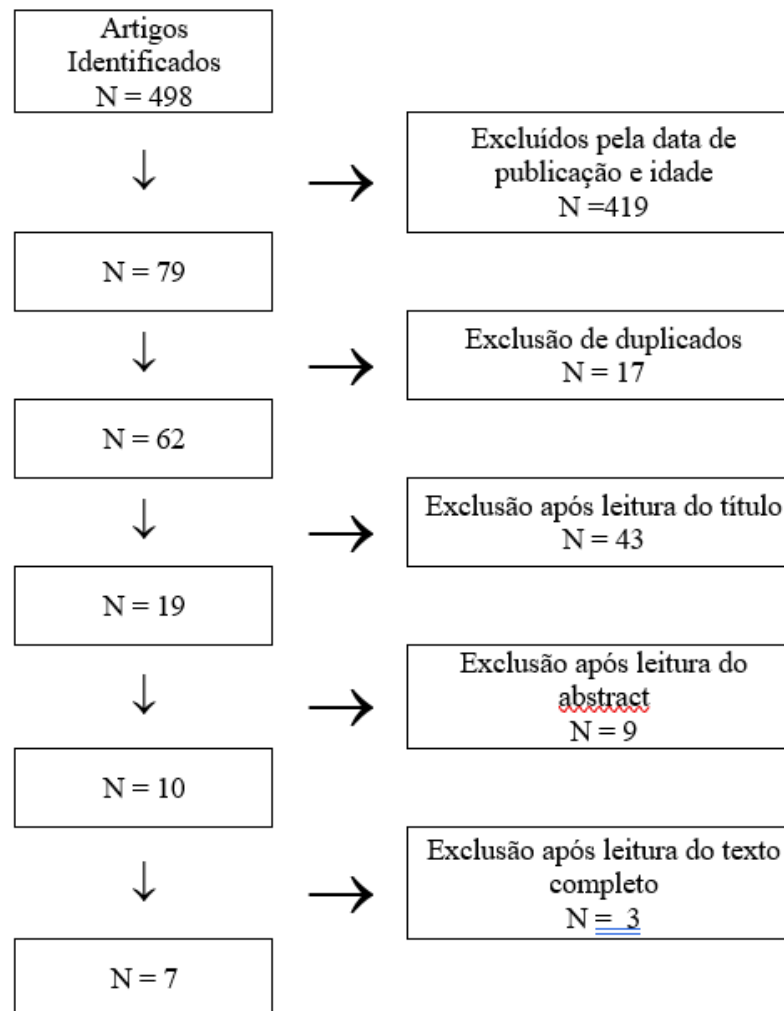 Artigos
Identificados
N = 498
Excluídos pela data de
publicação e idade
N =419
N = 79
Exclusão de duplicados
N = 17
N = 62
Exclusão após leitura do título
N = 43
N = 19
Exclusão após leitura do
abstract
N = 9
N = 10
Exclusão após leitura do texto
completo
N = 3
N = 7